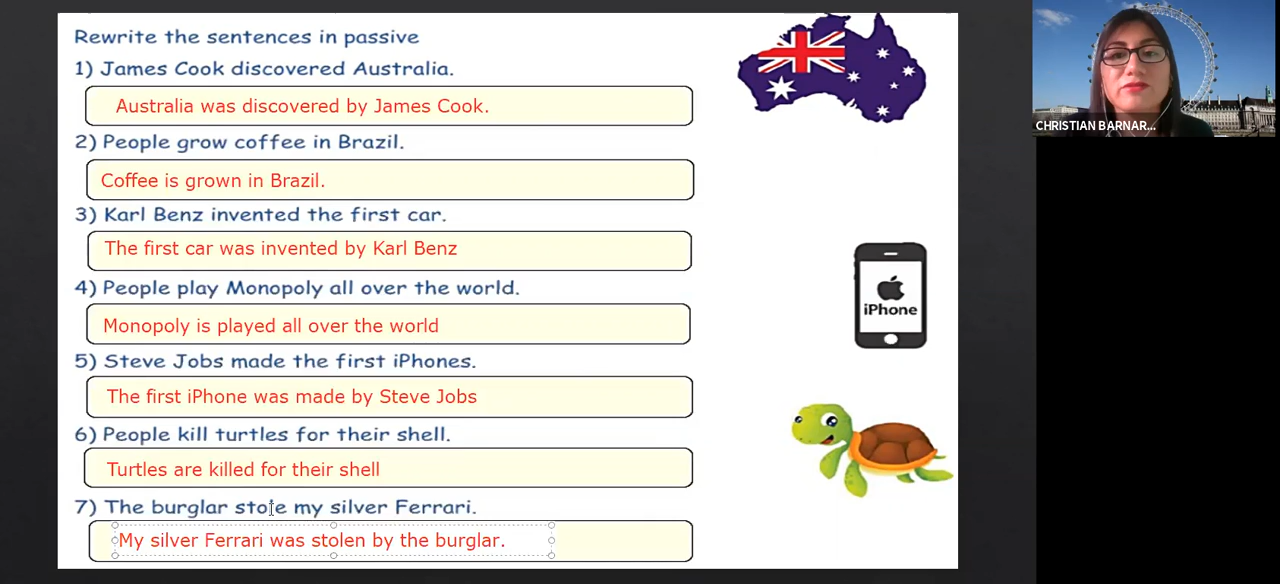 Rewrite the sentences in passive
1) James Cook discovered Australia.
Australia was discovered by James Cook.
2) People grow coffee in Brazil.
Coffee is grown in Brazil.
3) Karl Benz invented the first car.
The first car was invented by Karl Benz
4) People play Monopoly all over the world.
Monopoly is played all over the world
5) Steve Jobs made the first iPhones.
The first iPhone was made by Steve Jobs
6) People kill turtles for their shell.
Turtles are killed for their shell
7) The burglar stole my silver Ferrari.
My silver Ferrari was stolen by the burglar.
iPhone
CHRISTIAN BARNAR...